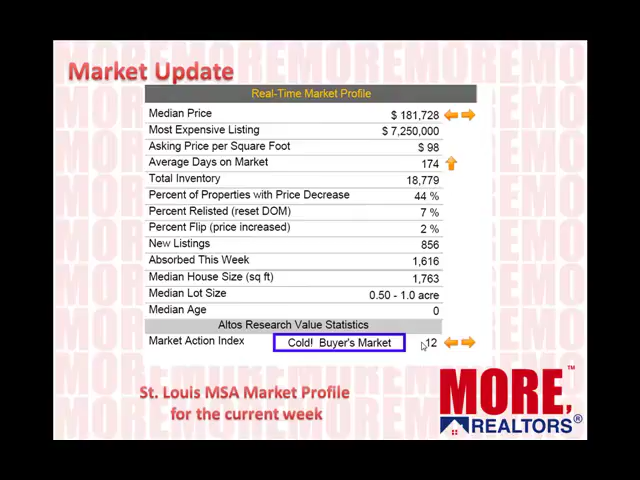 Market Update
Real-Time Market Profile
Median Price $ 181,728
Most Expensive Listing $ 7,250,000
Asking Price per Square Foot $ 98
Average Days on Market 174
Total Inventory 18,779
Percent of Properties with Price Decrease 44 %
Percent Relisted (reset DOM) 7 %
Percent Flip (price increased) 2 %
New Listings 856
Absorbed This Week 1,616
Median House Size (sq ft) 1,763
Median Lot Size 0.50 - 1.0 acre
Median Age 0
Altos Research Value Statistics
Market Action Index Cold! Buyer's Market 12
St. Louis MSA Market Profile
for the current week
MORE,™
REALTORS®